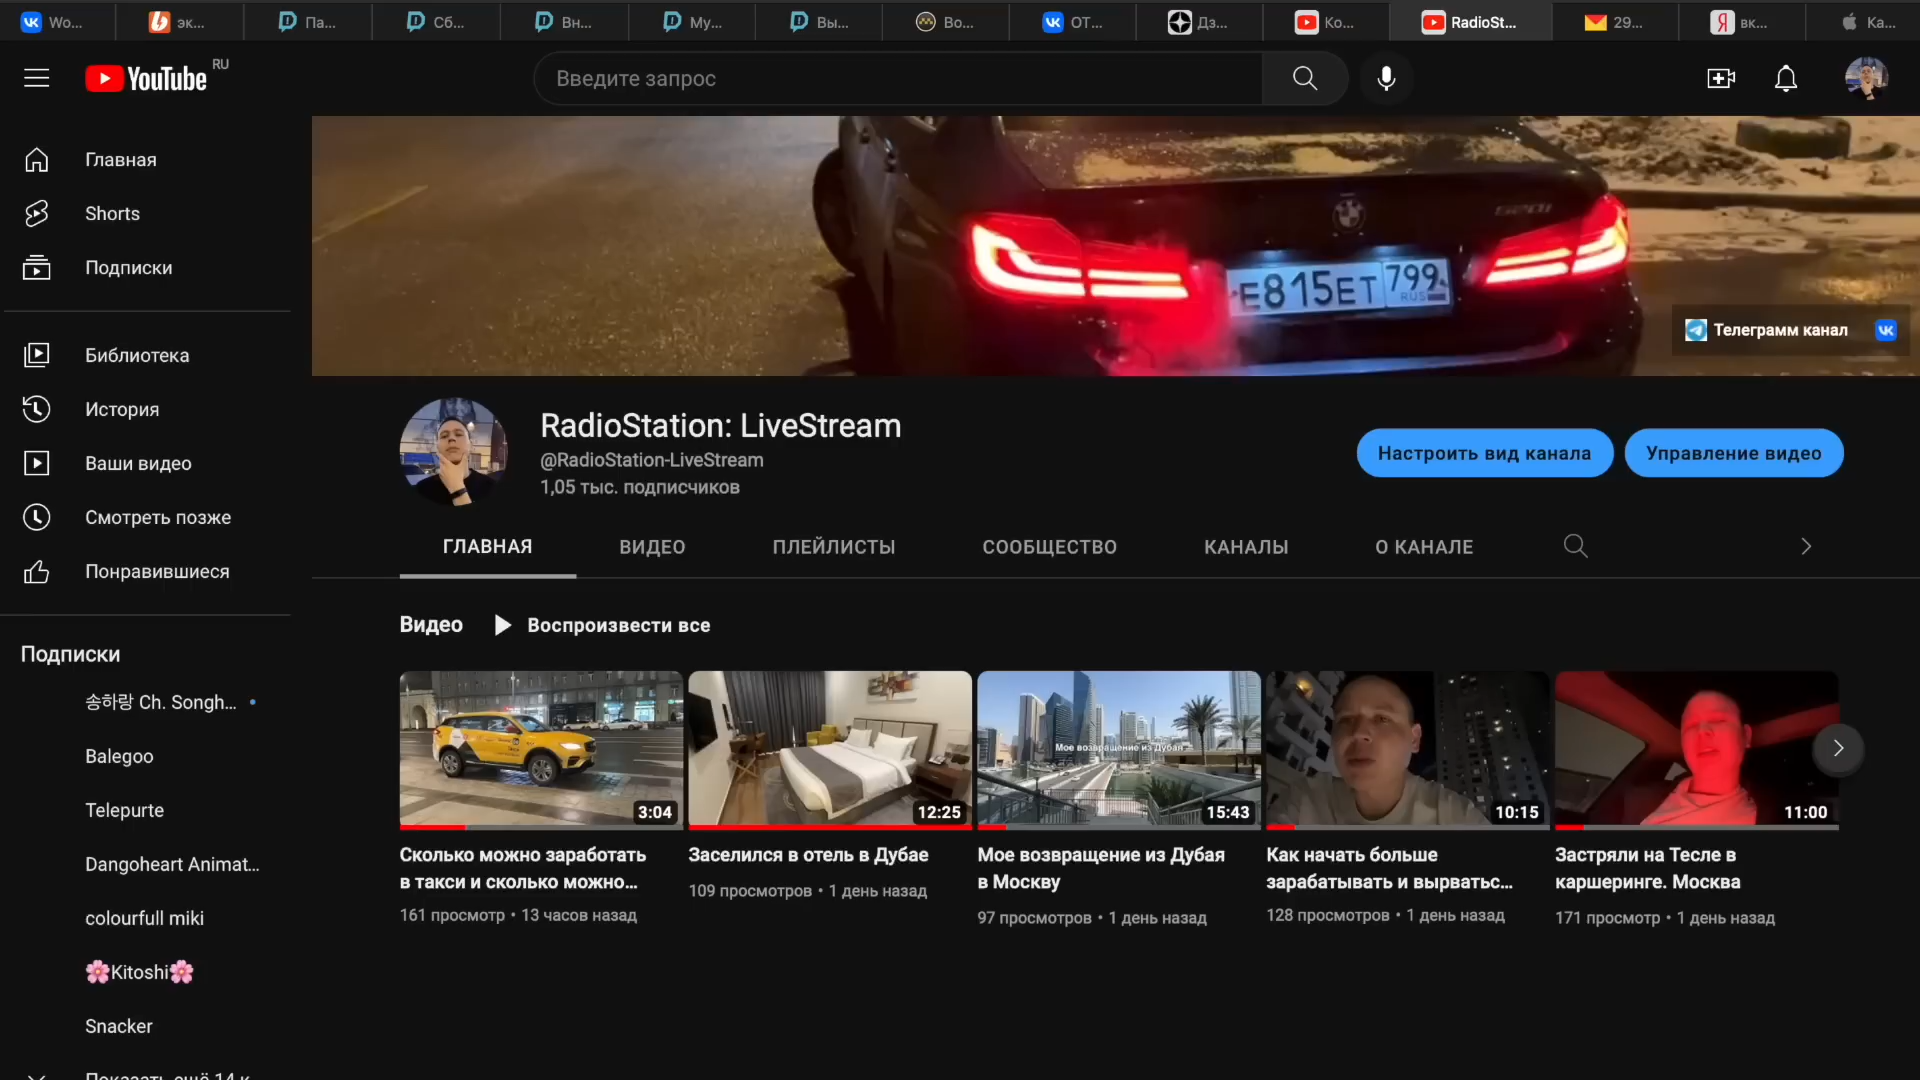 Wo...
эк...
Па...
Сб...
Вн...
Му...
Вы...
Во...
ОТ...
Дз...
Ко...
RadioSt...
29...
вк...
Ка...
YouTube
RU
Введите запрос
Главная
Shorts
Подписки
Библиотека
История
Ваши видео
Смотреть позже
Понравившиеся
Подписки
송하랑 Ch. Songh...
Balegoo
Telepurte
Dangoheart Animat...
colourfull miki
🌸Kitoshi🌸
Snacker
Показать ещё 14 к
520i
Е815ЕТ 799
RUS
Телеграмм канал
RadioStation: LiveStream
@RadioStation-LiveStream
1,05 тыс. подписчиков
Настроить вид канала
Управление видео
ГЛАВНАЯ
ВИДЕО
ПЛЕЙЛИСТЫ
СООБЩЕСТВО
КАНАЛЫ
О КАНАЛЕ
Видео
Воспроизвести все
3:04
Сколько можно заработать
в такси и сколько можно...
161 просмотр • 13 часов назад
12:25
Заселился в отель в Дубае
109 просмотров • 1 день назад
Мое возвращение из Дубая
15:43
Мое возвращение из Дубая
в Москву
97 просмотров • 1 день назад
10:15
Как начать больше
зарабатывать и вырватьс...
128 просмотров • 1 день назад
11:00
Застряли на Тесле в
каршеринге. Москва
171 просмотр • 1 день назад